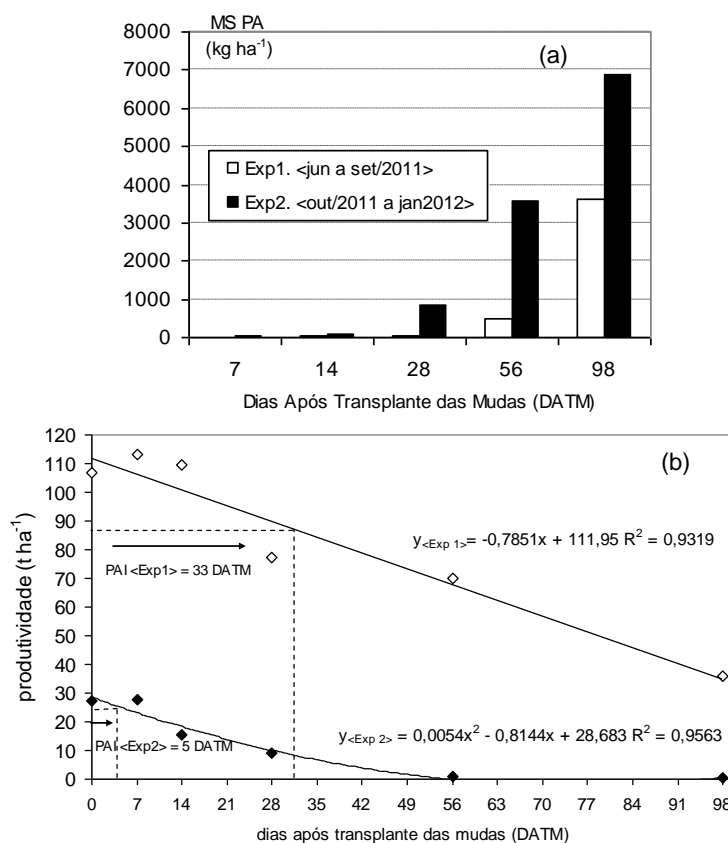 MS PA
(kg ha⁻¹)
(a)
8000
7000
6000
5000
4000
3000
2000
1000
0
Exp1. <jun a set/2011>
Exp2. <out/2011 a jan2012>
7 14 28 56 98
Dias Após Transplante das Mudas (DATM)
(b)
produtividade (t ha⁻¹)
120
110
100
90
80
70
60
50
40
30
20
10
0
y<Exp 1>= -0,7851x + 111,95 R² = 0,9319
PAI <Exp1> = 33 DATM
y<Exp 2> = 0,0054x² - 0,8144x + 28,683 R² = 0,9563
PAI <Exp2> = 5 DATM
0 7 14 21 28 35 42 49 56 63 70 77 84 91 98
dias após transplante das mudas (DATM)